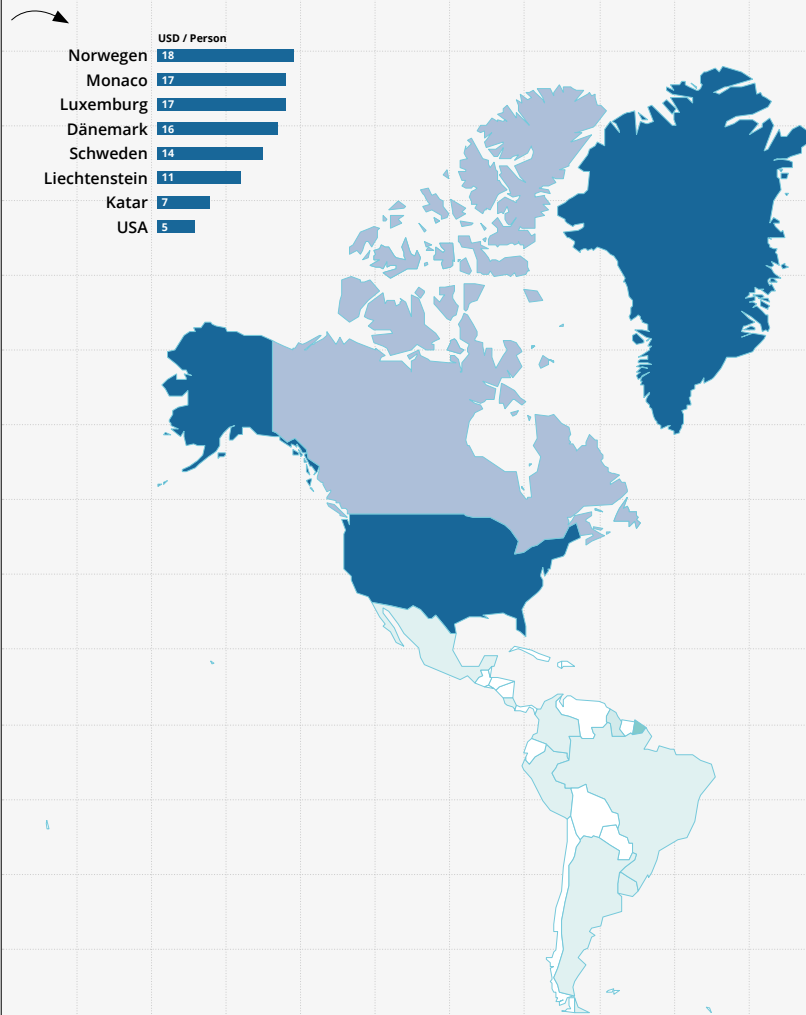 USD / Person
Norwegen 18
Monaco 17
Luxemburg 17
Dänemark 16
Schweden 14
Liechtenstein 11
Katar 7
USA 5